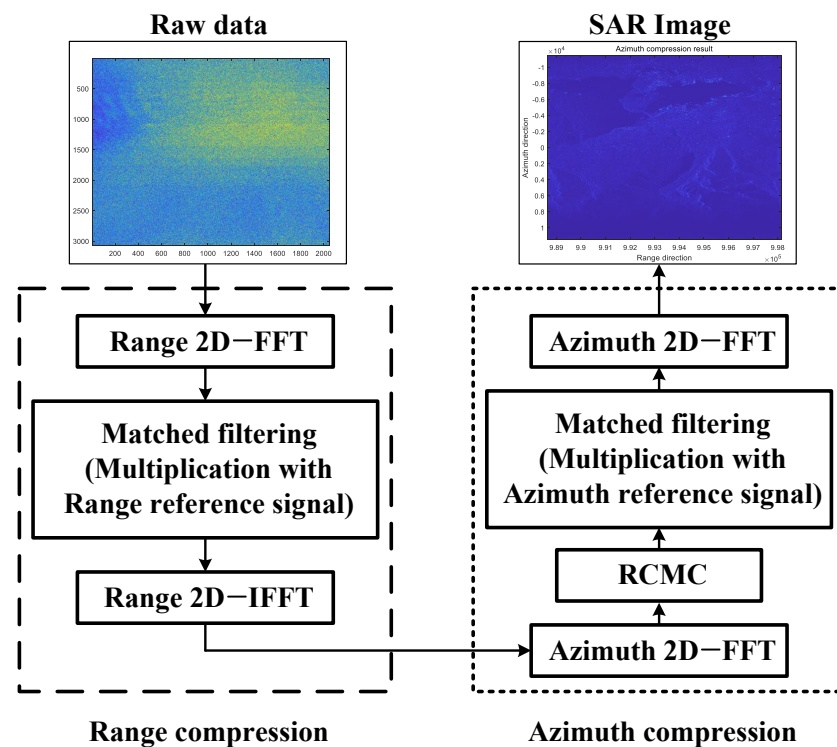 Raw data
500
1000
1500
2000
2500
3000
200 400 600 800 1000 1200 1400 1600 1800 2000
Range 2D−FFT
Matched filtering
(Multiplication with
Range reference signal)
Range 2D−IFFT
Range compression
SAR Image
×10⁴
Azimuth compression result
Azimuth direction
-1
-0.8
-0.6
-0.4
-0.2
0
0.2
0.4
0.6
0.8
1
9.89 9.9 9.91 9.92 9.93 9.94 9.95 9.96 9.97 9.98
Range direction
×10⁵
Azimuth 2D−FFT
Matched filtering
(Multiplication with
Azimuth reference signal)
RCMC
Azimuth 2D−FFT
Azimuth compression